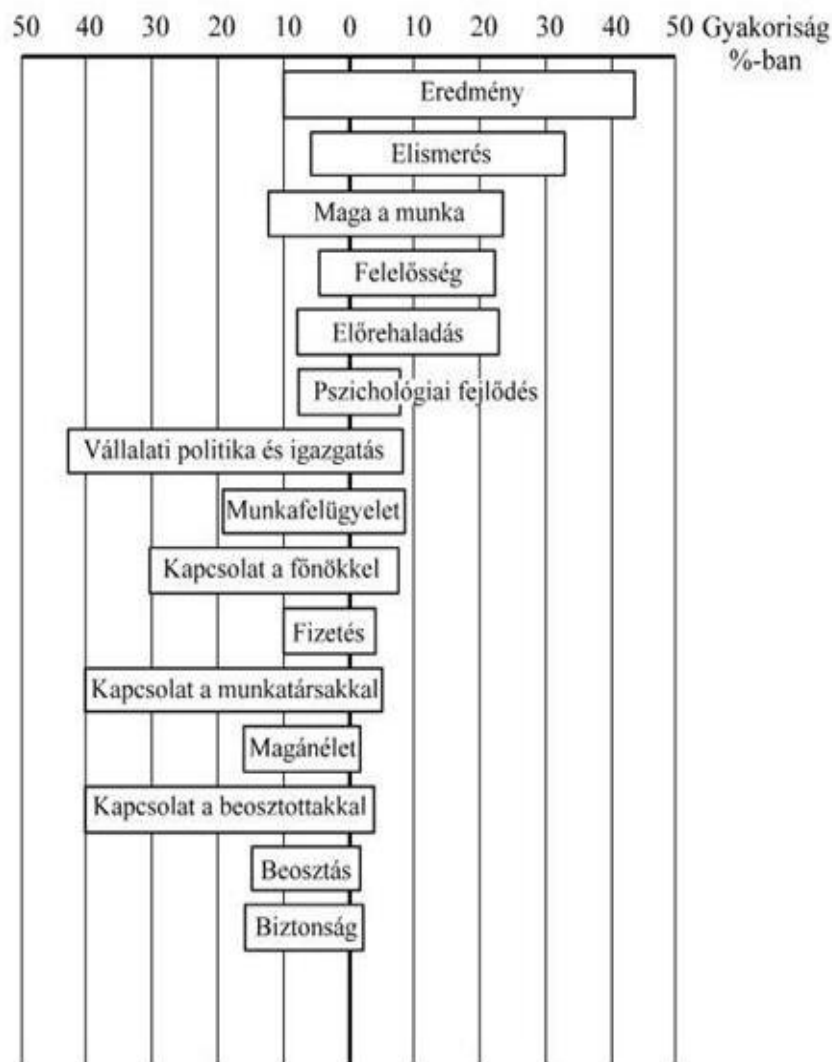 50 40 30 20 10 0 10 20 30 40 50 Gyakoriság
%-ban
Eredmény
Elismerés
Maga a munka
Felelősség
Előrehaladás
Pszichológiai fejlődés
Vállalati politika és igazgatás
Munkafelügyelet
Kapcsolat a főnökkel
Fizetés
Kapcsolat a munkatársakkal
Magánélet
Kapcsolat a beosztottakkal
Beosztás
Biztonság